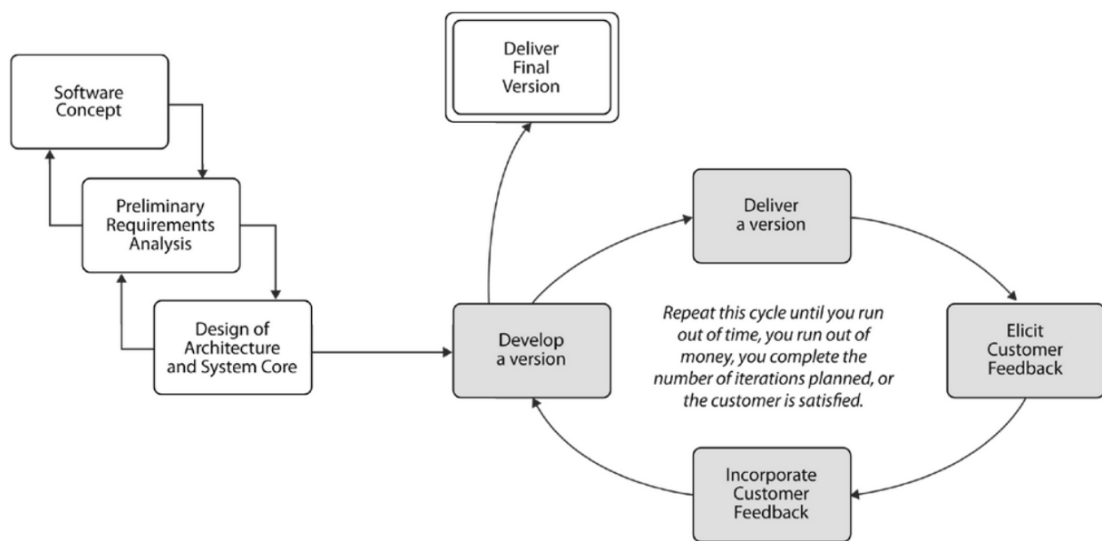 Software
Concept
Preliminary
Requirements
Analysis
Design of
Architecture
and System Core
Deliver
Final
Version
Develop
a version
Deliver
a version
Elicit
Customer
Feedback
Incorporate
Customer
Feedback
Repeat this cycle until you run
out of time, you run out of
money, you complete the
number of iterations planned, or
the customer is satisfied.